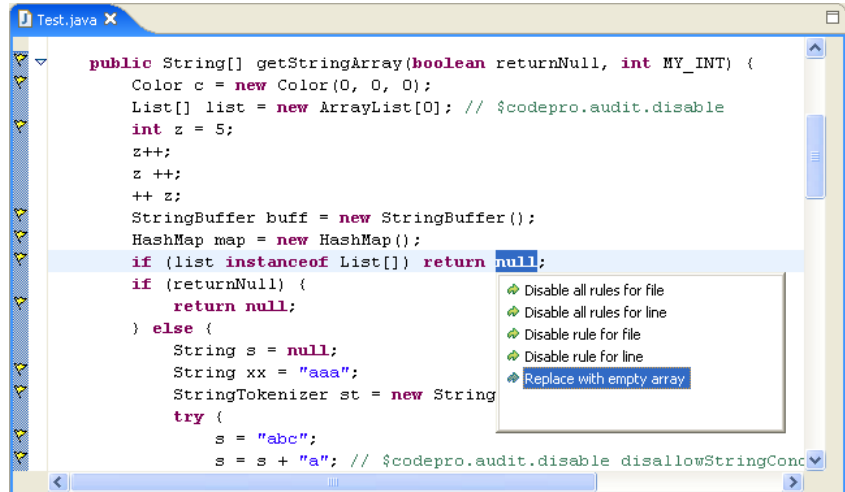 Test.java
public String[] getStringArray(boolean returnNull, int MY_INT) {
Color c = new Color(0, 0, 0);
List[] list = new ArrayList[0]; // $codepro.audit.disable
int z = 5;
z++;
z ++;
++ z;
StringBuffer buff = new StringBuffer();
HashMap map = new HashMap();
if (list instanceof List[]) return null;
if (returnNull) {
return null;
} else {
String s = null;
String xx = "aaa";
StringTokenizer st = new String
try {
s = "abc";
s = s + "a"; // $codepro.audit.disable disallowStringConc
Disable all rules for file
Disable all rules for line
Disable rule for file
Disable rule for line
Replace with empty array